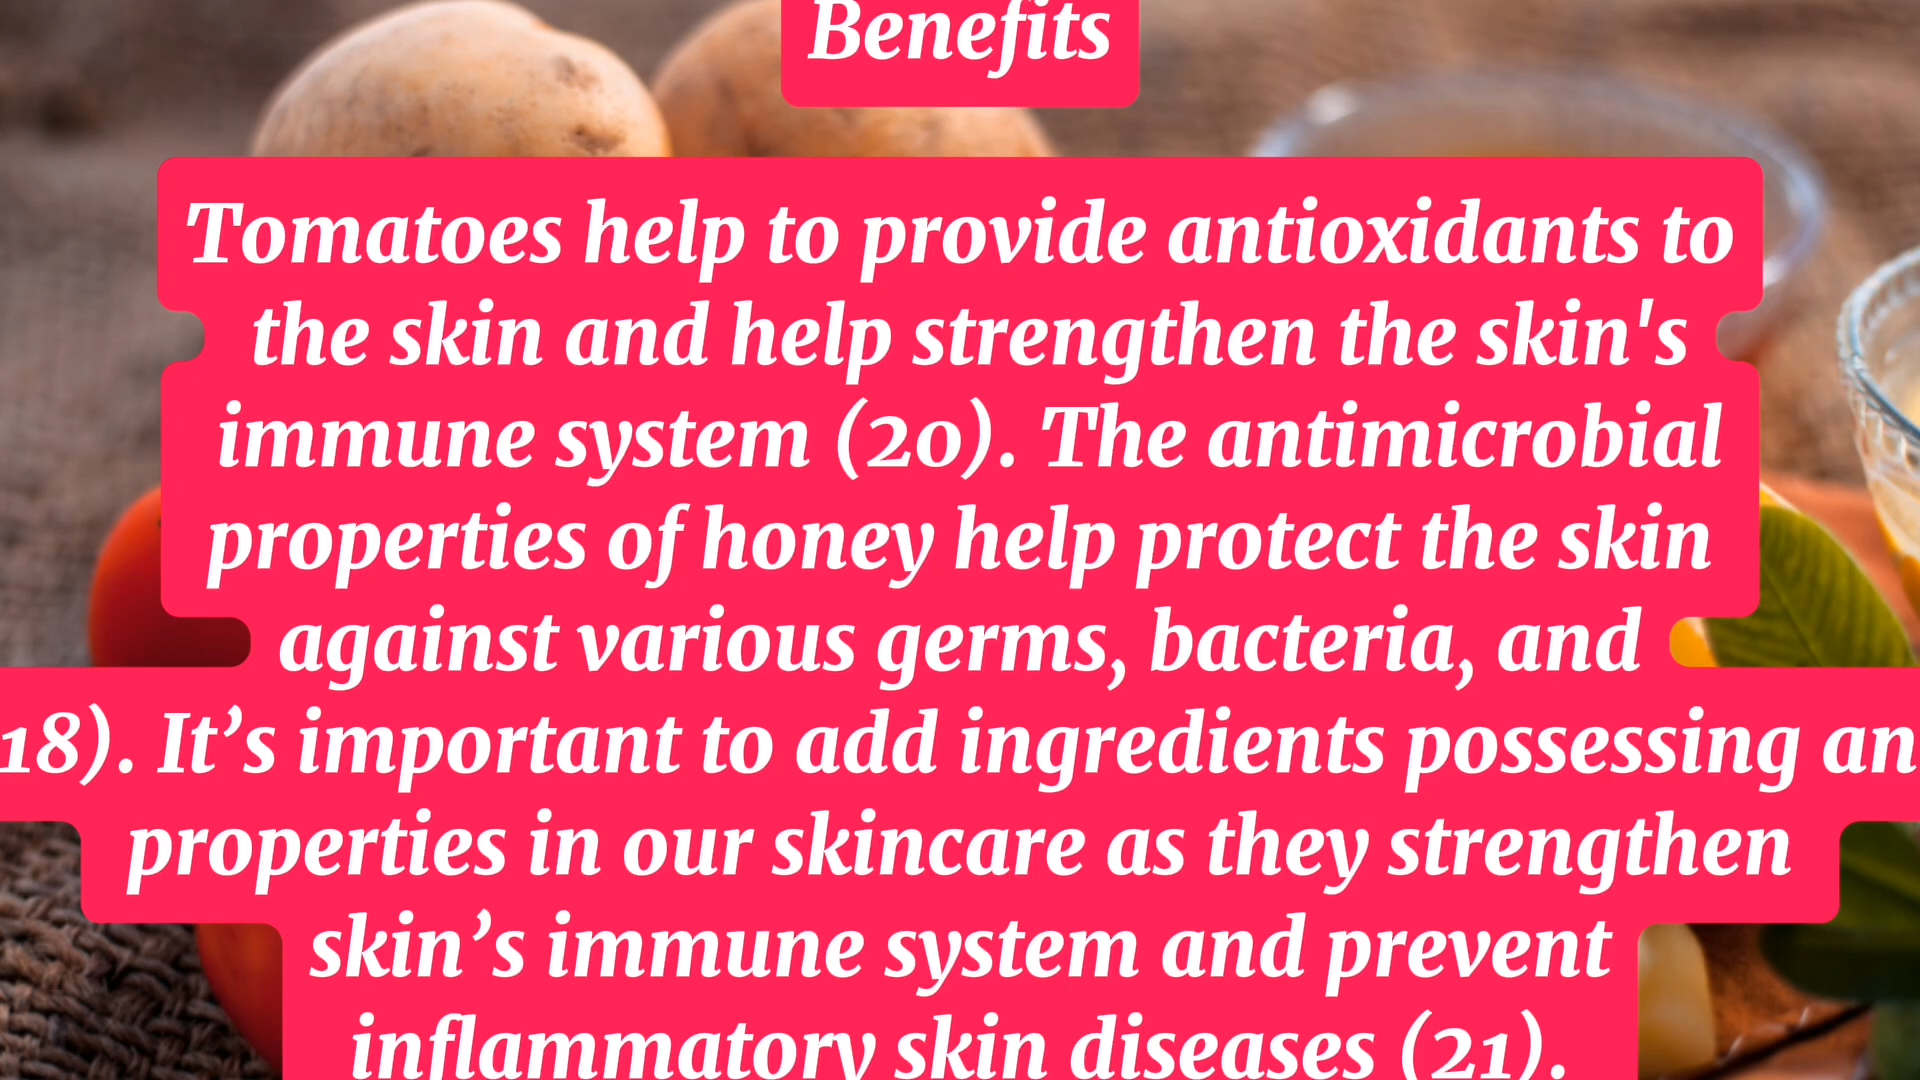 Benefits
Tomatoes help to provide antioxidants to
the skin and help strengthen the skin's
immune system (20). The antimicrobial
properties of honey help protect the skin
against various germs, bacteria, and
18). It’s important to add ingredients possessing
properties in our skincare as they strengthen
skin’s immune system and prevent
inflammatory skin diseases (21).